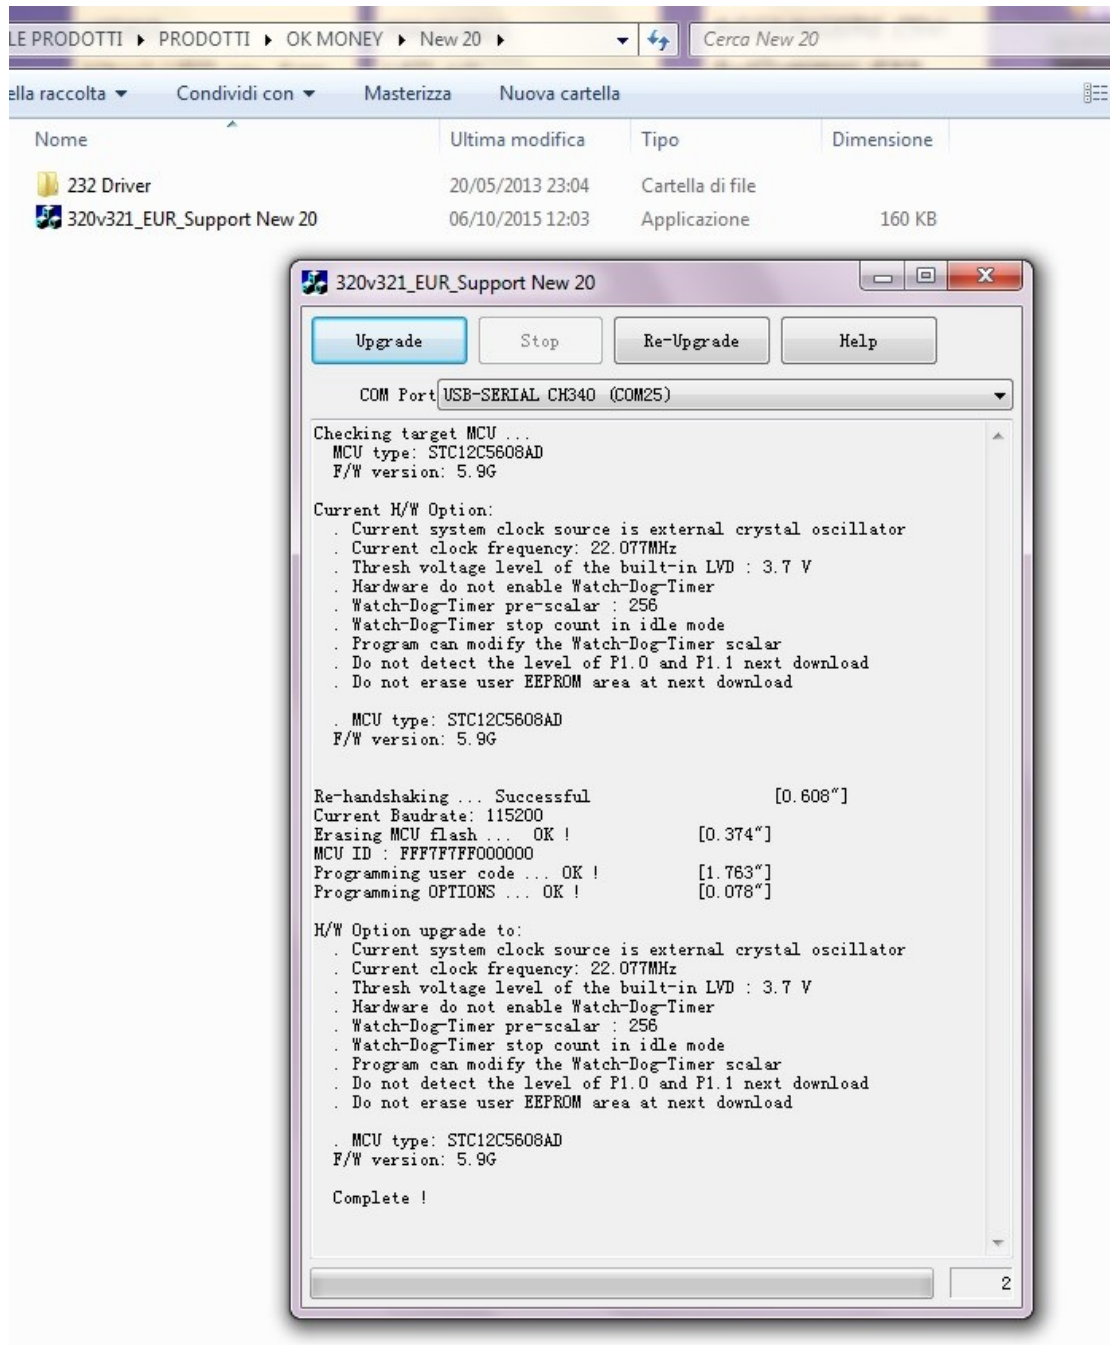 LE PRODOTTI ▸ PRODOTTI ▸ OK MONEY ▸ New 20 ▸ Cerca New 20
ella raccolta Condividi con Masterizza Nuova cartella
Nome Ultima modifica Tipo Dimensione
232 Driver 20/05/2013 23:04 Cartella di file
320v321_EUR_Support New 20 06/10/2015 12:03 Applicazione 160 KB
320v321_EUR_Support New 20
Upgrade Stop Re-Upgrade Help
COM Port USB-SERIAL CH340 (COM25)
Checking target MCU ...
MCU type: STC12C5608AD
F/W version: 5.9G
Current H/W Option:
. Current system clock source is external crystal oscillator
. Current clock frequency: 22.077MHz
. Thresh voltage level of the built-in LVD : 3.7 V
. Hardware do not enable Watch-Dog-Timer
. Watch-Dog-Timer pre-scalar : 256
. Watch-Dog-Timer stop count in idle mode
. Program can modify the Watch-Dog-Timer scalar
. Do not detect the level of P1.0 and P1.1 next download
. Do not erase user EEPROM area at next download
. MCU type: STC12C5608AD
F/W version: 5.9G
Re-handshaking ... Successful [0.608"]
Current Baudrate: 115200
Erasing MCU flash ... OK ! [0.374"]
MCU ID : FFF7F7FF000000
Programming user code ... OK ! [1.763"]
Programming OPTIONS ... OK ! [0.078"]
H/W Option upgrade to:
. Current system clock source is external crystal oscillator
. Current clock frequency: 22.077MHz
. Thresh voltage level of the built-in LVD : 3.7 V
. Hardware do not enable Watch-Dog-Timer
. Watch-Dog-Timer pre-scalar : 256
. Watch-Dog-Timer stop count in idle mode
. Program can modify the Watch-Dog-Timer scalar
. Do not detect the level of P1.0 and P1.1 next download
. Do not erase user EEPROM area at next download
. MCU type: STC12C5608AD
F/W version: 5.9G
Complete !
2